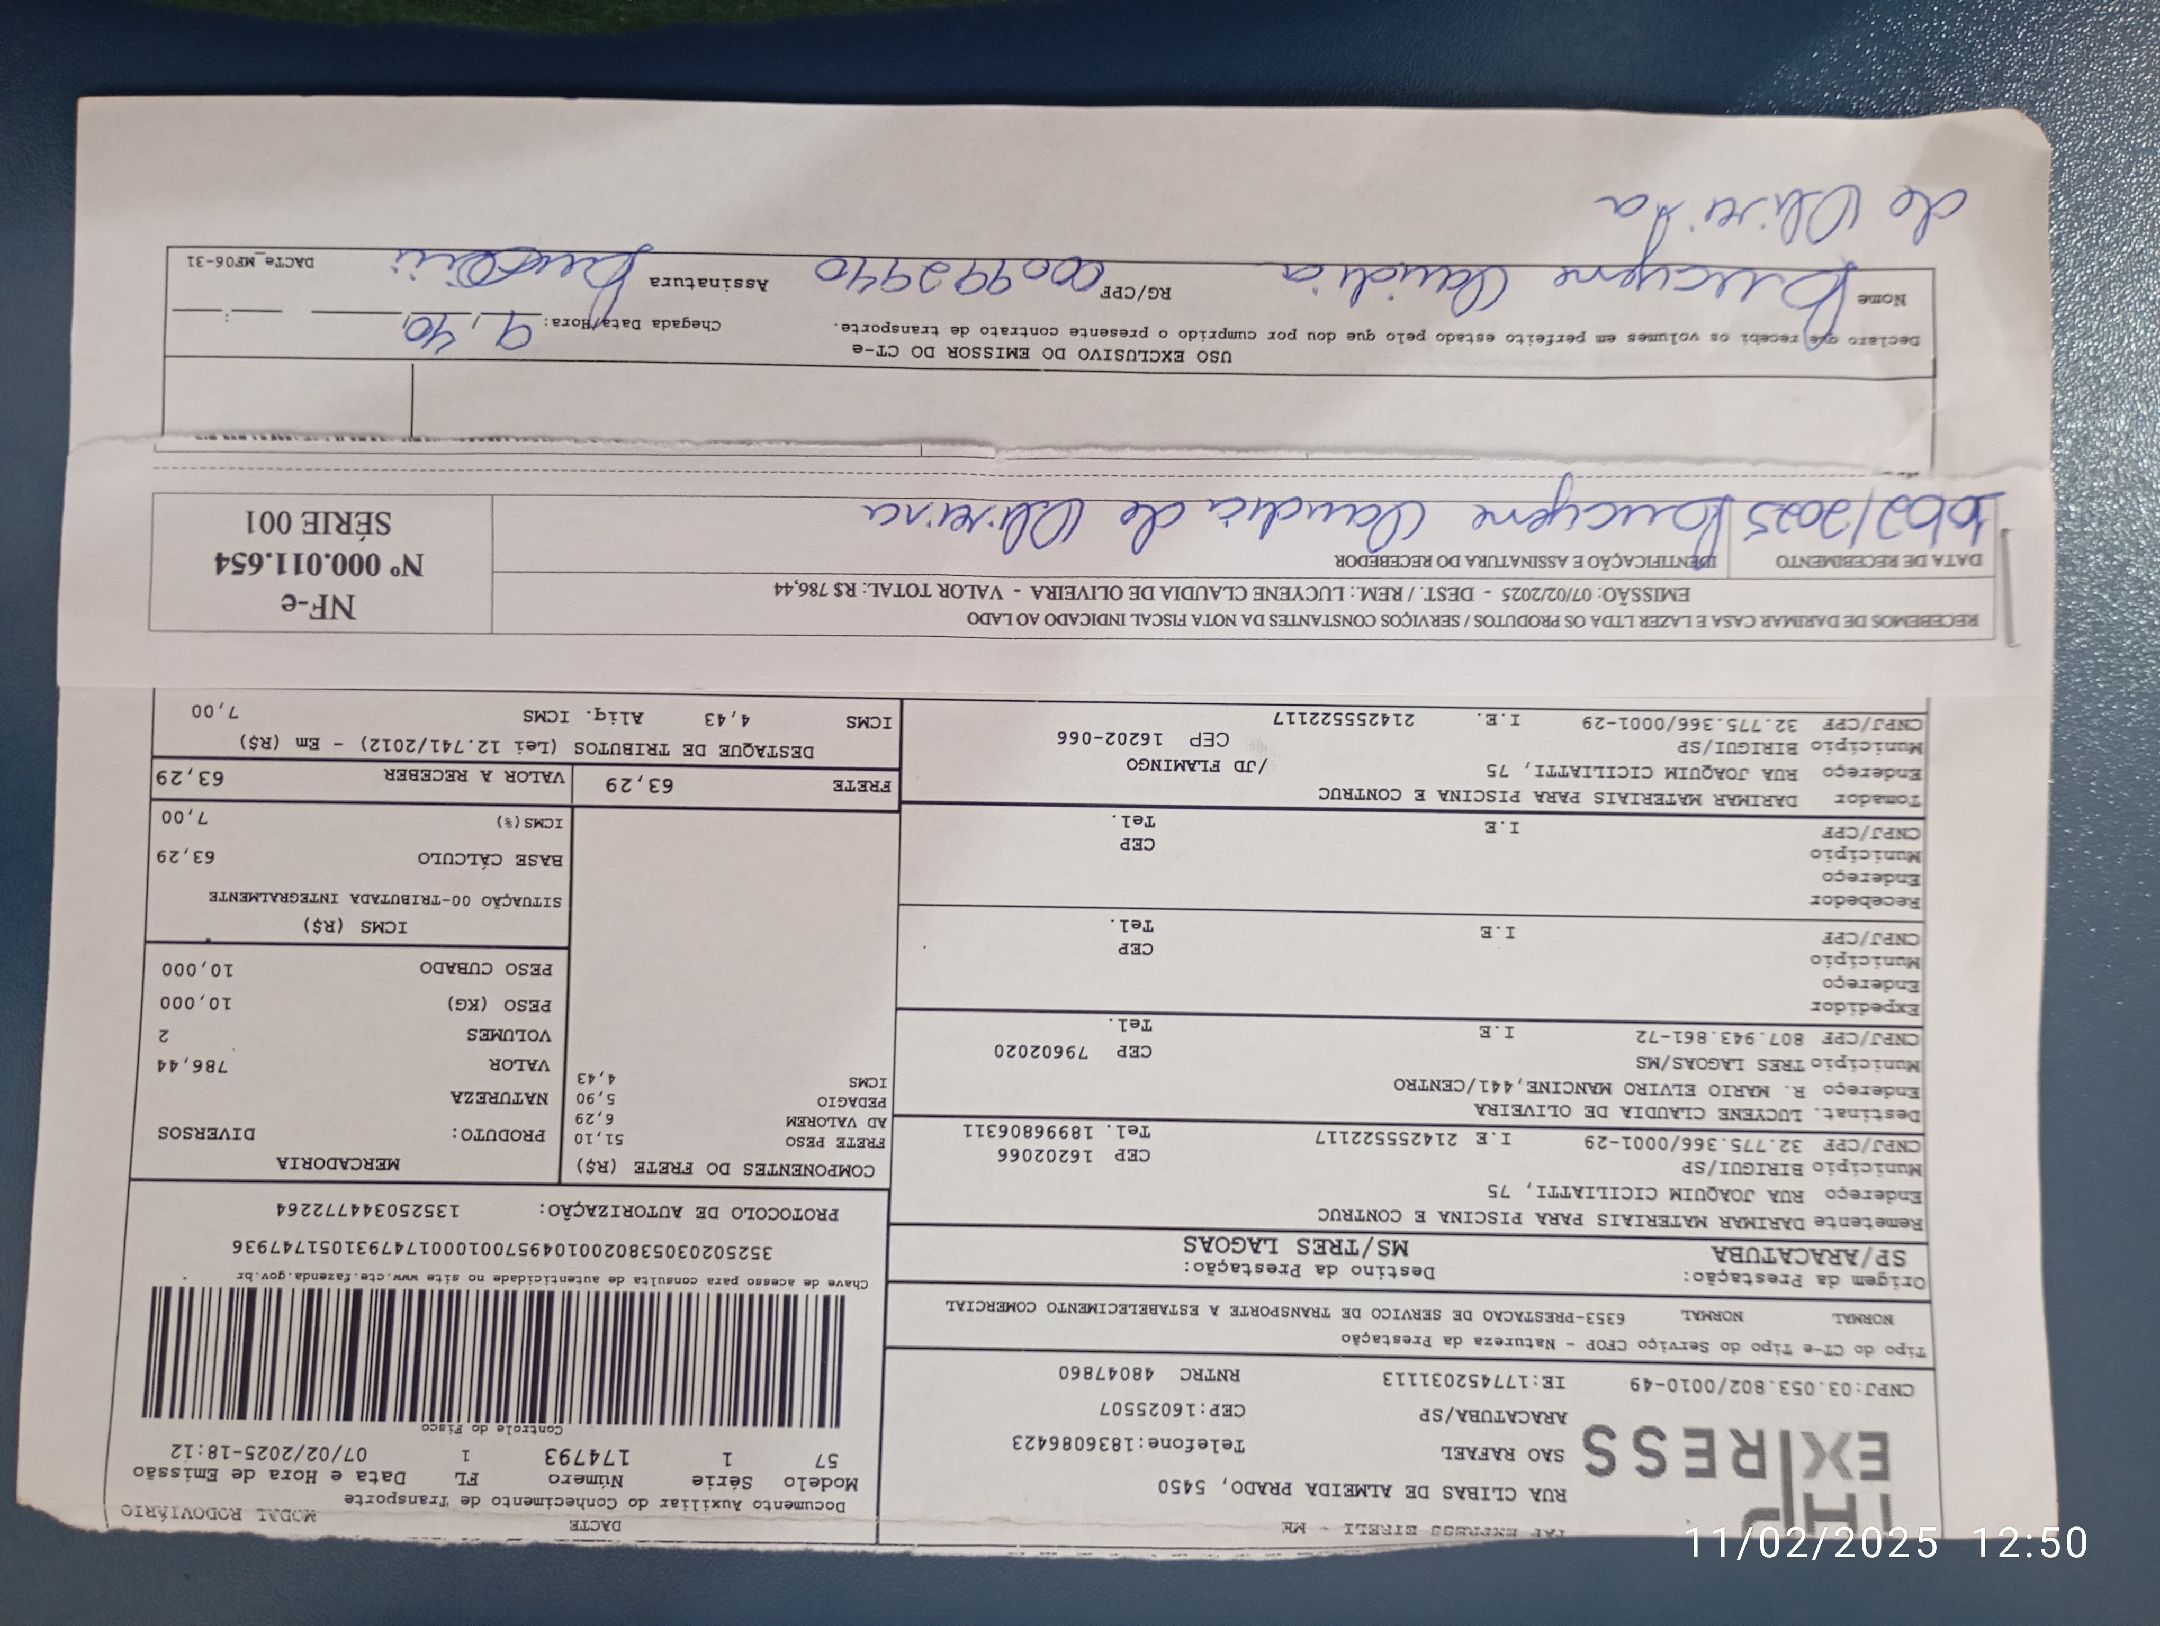 DACTE
MODAL RODOVIÁRIO
Documento Auxiliar do Conhecimento de Transporte
Modelo Série Número FL Data e Hora de Emissão
57 1 174793 1 07/02/2025-18:12
Controle do Fisco
Chave de acesso para consulta de autenticidade no site www.cte.fazenda.gov.br
PROTOCOLO DE AUTORIZAÇÃO: 135250344772264
EXPRESS EIRELI - ME
EXPRESS
RUA CLIBAS DE ALMEIDA PRADO, 5450
SAO RAFAEL Telefone:1836086423
ARACATUBA/SP CEP:16025507
CNPJ:03.053.802/0010-49 IE:177452031113 RNTRC 48047860
Tipo do CT-e Tipo do Serviço CFOP - Natureza da Prestação
NORMAL NORMAL 6353-PRESTACAO DE SERVICO DE TRANSPORTE A ESTABELECIMENTO COMERCIAL
Origem da Prestação: Destino da Prestação:
SP/ARACATUBA MS/TRES LAGOAS
Remetente DARIMAR MATERIAIS PARA PISCINA E CONTRUC
Endereço RUA JOAQUIM CICILIATTI, 75
Município BIRIGUI/SP CEP 16202066
CNPJ/CPF 32.775.366/0001-29 I.E 214255522117 Tel. 18996806311
Destinat. LUCYENE CLAUDIA DE OLIVEIRA
Endereço R. MARIO ELVIRO MANCINE,441/CENTRO
Município TRES LAGOAS/MS CEP 79602020
CNPJ/CPF 807.943.861-72 I.E Tel.
Expedidor
Endereço
Município CEP
CNPJ/CPF I.E Tel.
Recebedor
Endereço
Município CEP
CNPJ/CPF I.E Tel.
Tomador DARIMAR MATERIAIS PARA PISCINA E CONTRUC
Endereço RUA JOAQUIM CICILIATTI, 75 /JD FLAMINGO
Município BIRIGUI/SP CEP 16202-066
CNPJ/CPF 32.775.366/0001-29 I.E. 214255522117
COMPONENTES DO FRETE (R$)
FRETE PESO 51,10
AD VALOREM 6,29
PEDAGIO 5,90
ICMS 4,43
MERCADORIA
PRODUTO: DIVERSOS
NATUREZA
VALOR 786,44
VOLUMES 2
PESO (KG) 10,000
PESO CUBADO 10,000
ICMS (R$)
SITUAÇÃO 00-TRIBUTADA INTEGRALMENTE
BASE CÁLCULO 63,29
ICMS(%) 7,00
FRETE 63,29 VALOR A RECEBER 63,29
DESTAQUE DE TRIBUTOS (Lei 12.741/2012) - Em (R$)
ICMS 4,43 Aliq. ICMS 7,00
RECEBEMOS DE DARIMAR CASA E LAZER LTDA OS PRODUTOS / SERVIÇOS CONSTANTES DA NOTA FISCAL INDICADO AO LADO
EMISSÃO: 07/02/2025 - DEST. / REM.: LUCYENE CLAUDIA DE OLIVEIRA - VALOR TOTAL: R$ 786,44
DATA DE RECEBIMENTO
IDENTIFICAÇÃO E ASSINATURA DO RECEBEDOR
Lucyene Claudia de Oliveira
NF-e
Nº 000.011.654
SÉRIE 001
USO EXCLUSIVO DO EMISSOR DO CT-e
Declaro que recebi os volumes em perfeito estado pelo que dou por cumprido o presente contrato de transporte.
Chegada Data/Hora: 9,40
Nome Lucyene Claudia
RG/CPF 000992940
Assinatura
DACTe_MF06-31
de Oliveira
11/02/2025 12:50